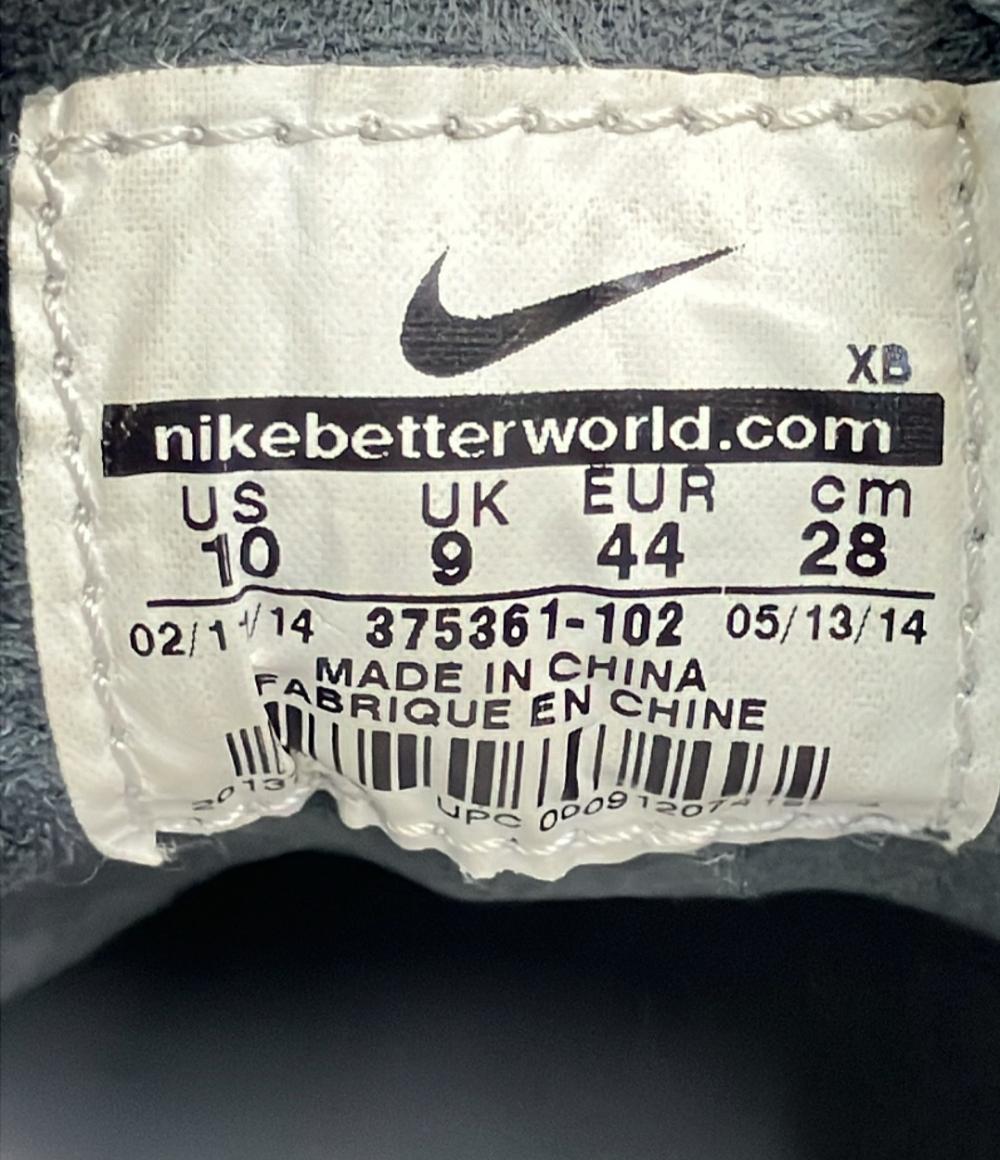 XB
nikebetterworld.com
US UK EUR cm
10 9 44 28
375361-102 05/13/14
MADE IN CHINA
FABRIQUE EN CHINE
UPC